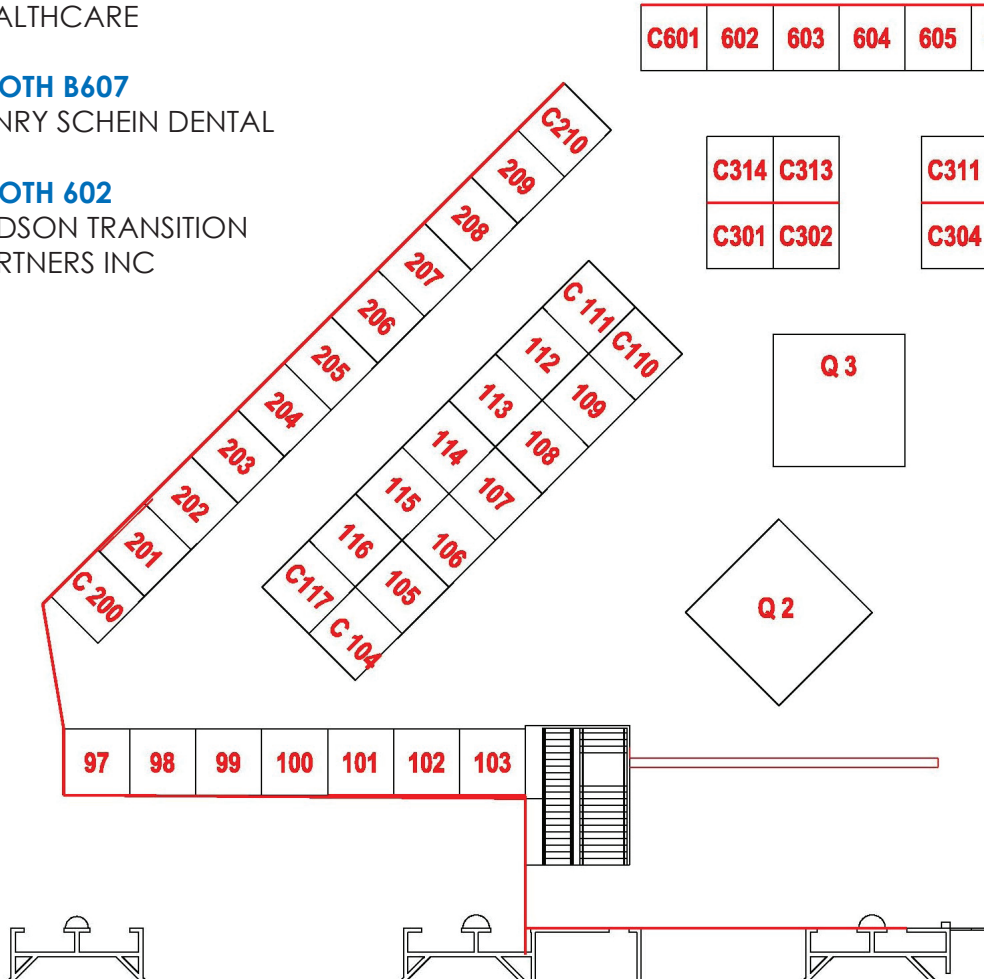 ALTHCARE
OTH B607
NRY SCHEIN DENTAL
OTH 602
DSON TRANSITION
RTNERS INC
C601 602 603 604 605
C210
209
208
207
206
205
204
203
202
201
C 200
C314 C313
C301 C302
C311
C304
C 111 C110
112 109
113 108
114 107
115 106
116 105
C117 C 104
Q 3
Q 2
97 98 99 100 101 102 103